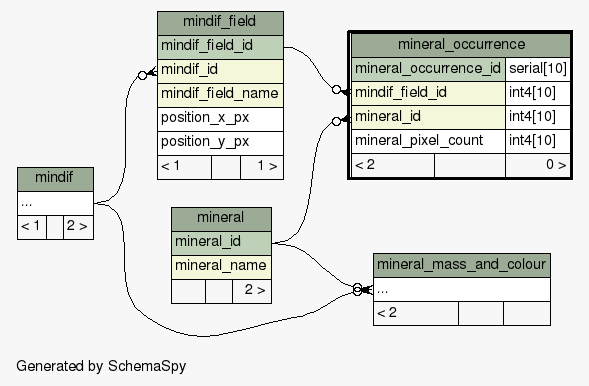 mindif_field
mindif_field_id
mindif_id
mindif_field_name
position_x_px
position_y_px
< 1 1 >
mineral_occurrence
mineral_occurrence_id serial[10]
mindif_field_id int4[10]
mineral_id int4[10]
mineral_pixel_count int4[10]
< 2 0 >
mindif
...
< 1 2 >
mineral
mineral_id
mineral_name
2 >
mineral_mass_and_colour
...
< 2
Generated by SchemaSpy